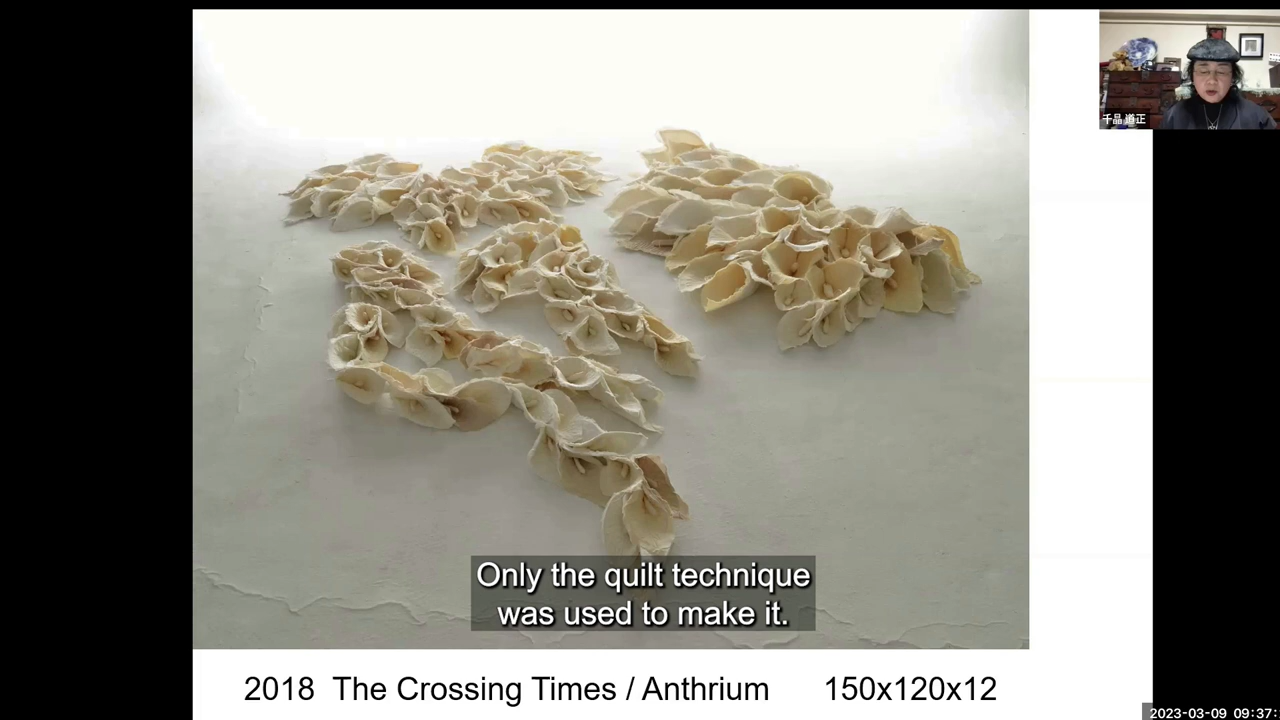 千品 道正
Only the quilt technique
was used to make it.
2018 The Crossing Times / Anthrium 150x120x12
2023-03-09 09:37: